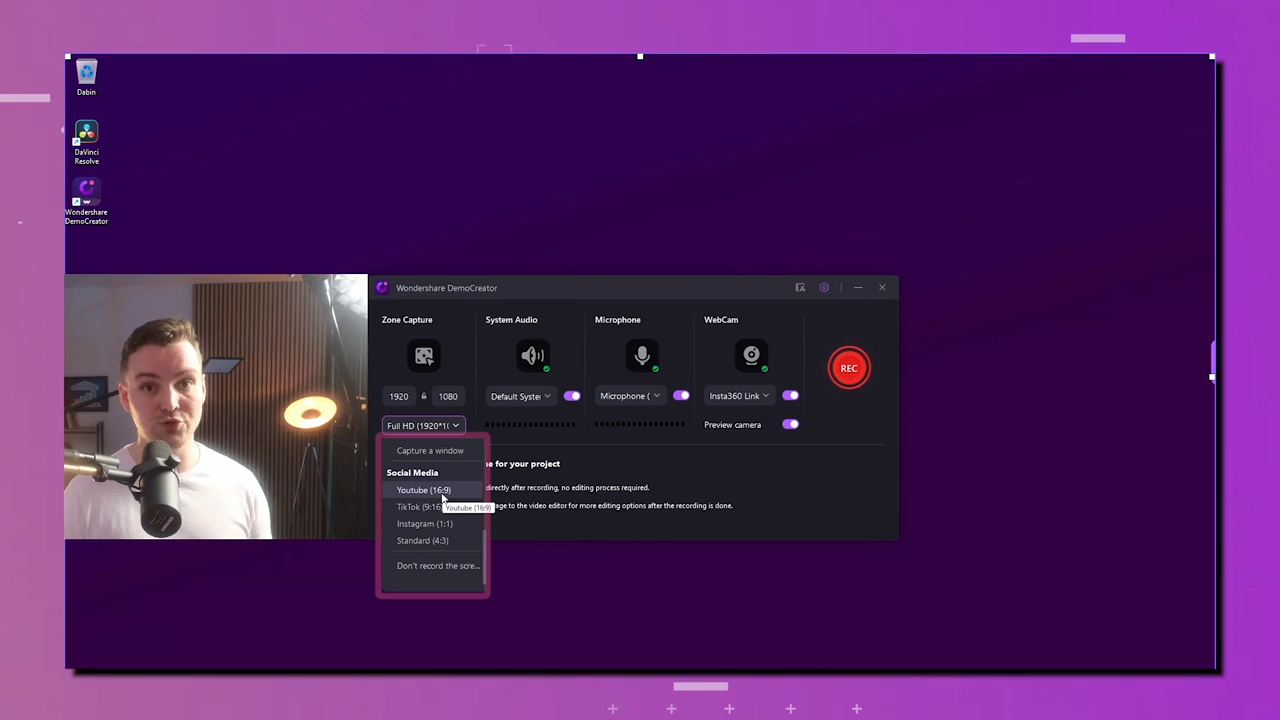 Dabin
DaVinci
Resolve
Wondershare
DemoCreator
Wondershare DemoCreator
Zone Capture
System Audio
Microphone
WebCam
1920
1080
Default Syste
Microphone (
Insta360 Link
REC
Full HD (1920*1(
Preview camera
Capture a window
Social Media
me for your project
Youtube (16:9)
directly after recording, no editing process required.
TikTok (9:16
Youtube (16:9)
age to the video editor for more editing options after the recording is done.
Instagram (1:1)
Standard (4:3)
Don't record the scre...